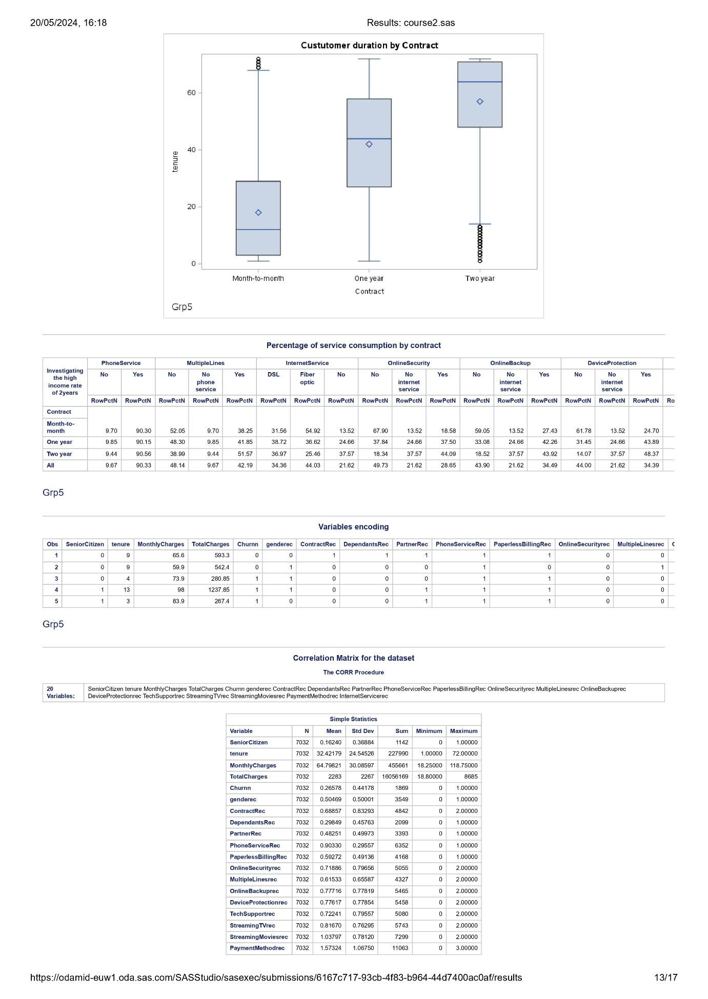 20/05/2024, 16:18 Results: course2.sas
Custutomer duration by Contract
60
40
20
0
tenure
Month-to-month One year Two year
Contract
Grp5
Percentage of service consumption by contract
Investigating the high income rate of 2years PhoneService MultipleLines InternetService OnlineSecurity OnlineBackup DeviceProtection
No Yes No No phone service Yes DSL Fiber optic No No No internet service Yes No No internet service Yes No No internet service Yes
RowPctN RowPctN RowPctN RowPctN RowPctN RowPctN RowPctN RowPctN RowPctN RowPctN RowPctN RowPctN RowPctN RowPctN RowPctN RowPctN RowPctN Ro
Contract
Month-to-month 9.70 90.30 52.05 9.70 38.25 31.56 54.92 13.52 67.90 13.52 18.58 59.05 13.52 27.43 61.78 13.52 24.70
One year 9.85 90.15 48.30 9.85 41.85 38.72 36.62 24.66 37.84 24.66 37.50 33.08 24.66 42.26 31.45 24.66 43.89
Two year 9.44 90.56 38.99 9.44 51.57 36.97 25.46 37.57 18.34 37.57 44.09 18.52 37.57 43.92 14.07 37.57 48.37
All 9.67 90.33 48.14 9.67 42.19 34.36 44.03 21.62 49.73 21.62 28.65 43.90 21.62 34.49 44.00 21.62 34.39
Grp5
Variables encoding
Obs SeniorCitizen tenure MonthlyCharges TotalCharges Churnn genderec ContractRec DependantsRec PartnerRec PhoneServiceRec PaperlessBillingRec OnlineSecurityrec MultipleLinesrec
1 0 9 65.6 593.3 0 0 1 1 1 1 1 0 0
2 0 9 59.9 542.4 0 1 0 0 0 1 0 0 1
3 0 4 73.9 280.85 1 1 0 0 0 1 1 0 0
4 1 13 98 1237.85 1 1 0 0 1 1 1 0 0
5 1 3 83.9 267.4 1 0 0 0 1 1 1 0 0
Grp5
Correlation Matrix for the dataset
The CORR Procedure
20 Variables: SeniorCitizen tenure MonthlyCharges TotalCharges Churnn genderec ContractRec DependantsRec PartnerRec PhoneServiceRec PaperlessBillingRec OnlineSecurityrec MultipleLinesrec OnlineBackuprec
DeviceProtectionrec TechSupportrec StreamingTVrec StreamingMoviesrec PaymentMethodrec InternetServicerec
Simple Statistics
Variable N Mean Std Dev Sum Minimum Maximum
SeniorCitizen 7032 0.16240 0.36884 1142 0 1.00000
tenure 7032 32.42179 24.54526 227990 1.00000 72.00000
MonthlyCharges 7032 64.79821 30.08597 455661 18.25000 118.75000
TotalCharges 7032 2283 2267 16056169 18.80000 8685
Churnn 7032 0.26578 0.44178 1869 0 1.00000
genderec 7032 0.50469 0.50001 3549 0 1.00000
ContractRec 7032 0.68857 0.83293 4842 0 2.00000
DependantsRec 7032 0.29849 0.45763 2099 0 1.00000
PartnerRec 7032 0.48251 0.49973 3393 0 1.00000
PhoneServiceRec 7032 0.90330 0.29557 6352 0 1.00000
PaperlessBillingRec 7032 0.59272 0.49136 4168 0 1.00000
OnlineSecurityrec 7032 0.71886 0.79656 5055 0 2.00000
MultipleLinesrec 7032 0.61533 0.65587 4327 0 2.00000
OnlineBackuprec 7032 0.77716 0.77819 5465 0 2.00000
DeviceProtectionrec 7032 0.77617 0.77854 5458 0 2.00000
TechSupportrec 7032 0.72241 0.79557 5080 0 2.00000
StreamingTVrec 7032 0.81670 0.76295 5743 0 2.00000
StreamingMoviesrec 7032 1.03797 0.78120 7299 0 2.00000
PaymentMethodrec 7032 1.57324 1.06750 11063 0 3.00000
https://odamid-euw1.oda.sas.com/SASStudio/sasexec/submissions/6167c717-93cb-4f83-b964-44d7400ac0af/results 13/17